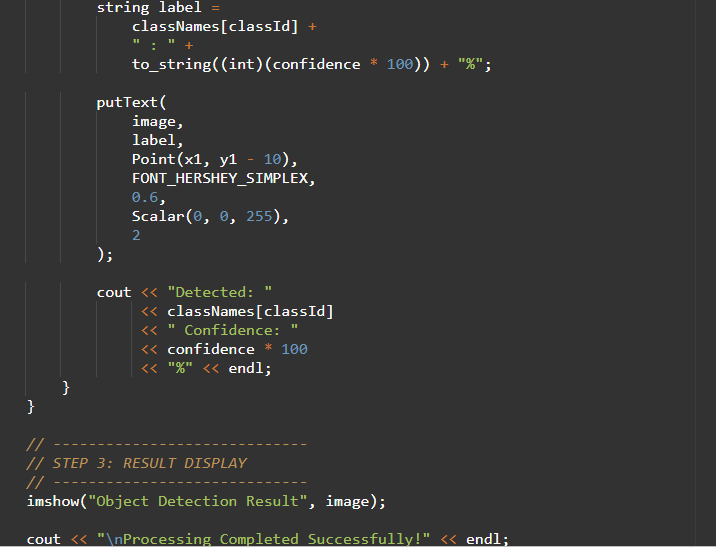 string label =
classNames[classId] +
" : " +
to_string((int)(confidence * 100)) + "%";
putText(
image,
label,
Point(x1, y1 - 10),
FONT_HERSHEY_SIMPLEX,
0.6,
Scalar(0, 0, 255),
2
);
cout << "Detected: "
<< classNames[classId]
<< " Confidence: "
<< confidence * 100
<< "%" << endl;
}
}
// -----------------------------
// STEP 3: RESULT DISPLAY
// -----------------------------
imshow("Object Detection Result", image);
cout << "\nProcessing Completed Successfully!" << endl;